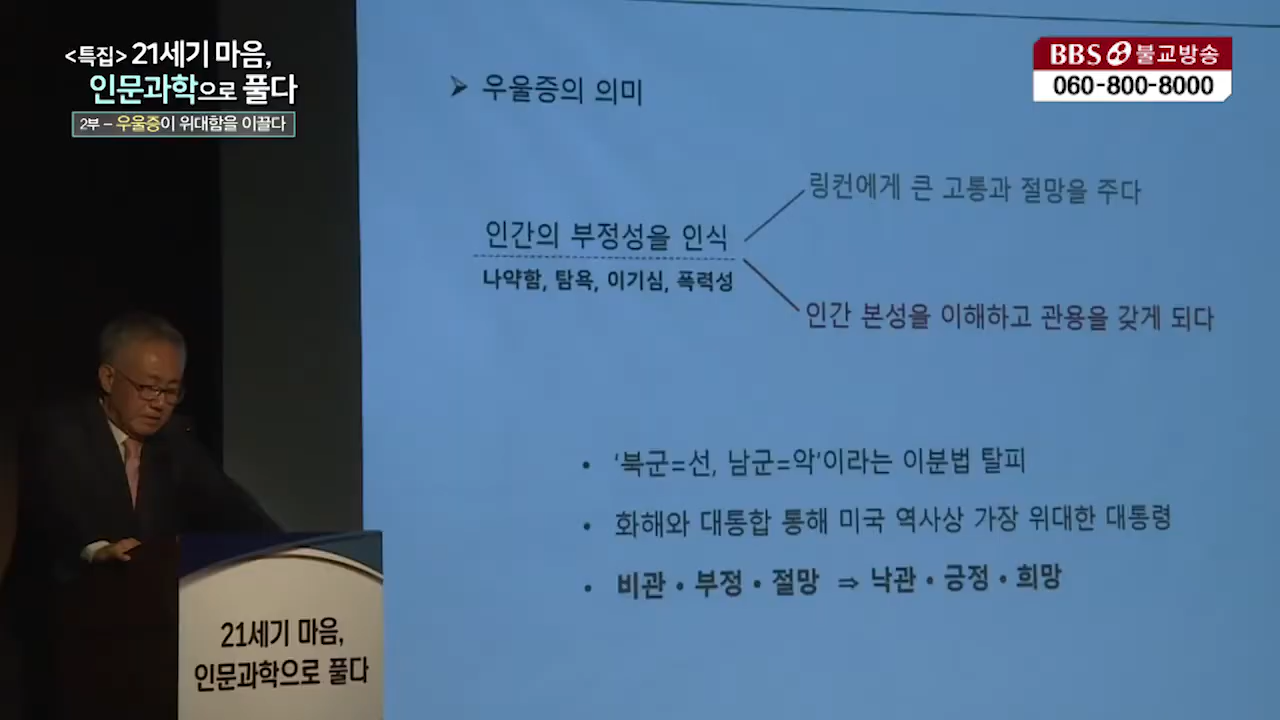 <특집> 21세기 마음,
인문과학으로 풀다
2부 – 우울증이 위대함을 이끌다
BBS 불교방송
060-800-8000
➢ 우울증의 의미
링컨에게 큰 고통과 절망을 주다
인간의 부정성을 인식
나약함, 탐욕, 이기심, 폭력성
인간 본성을 이해하고 관용을 갖게 되다
• '북군=선, 남군=악'이라는 이분법 탈피
• 화해와 대통합 통해 미국 역사상 가장 위대한 대통령
• 비관・부정・절망 ⇒ 낙관・긍정・희망
21세기 마음,
인문과학으로 풀다